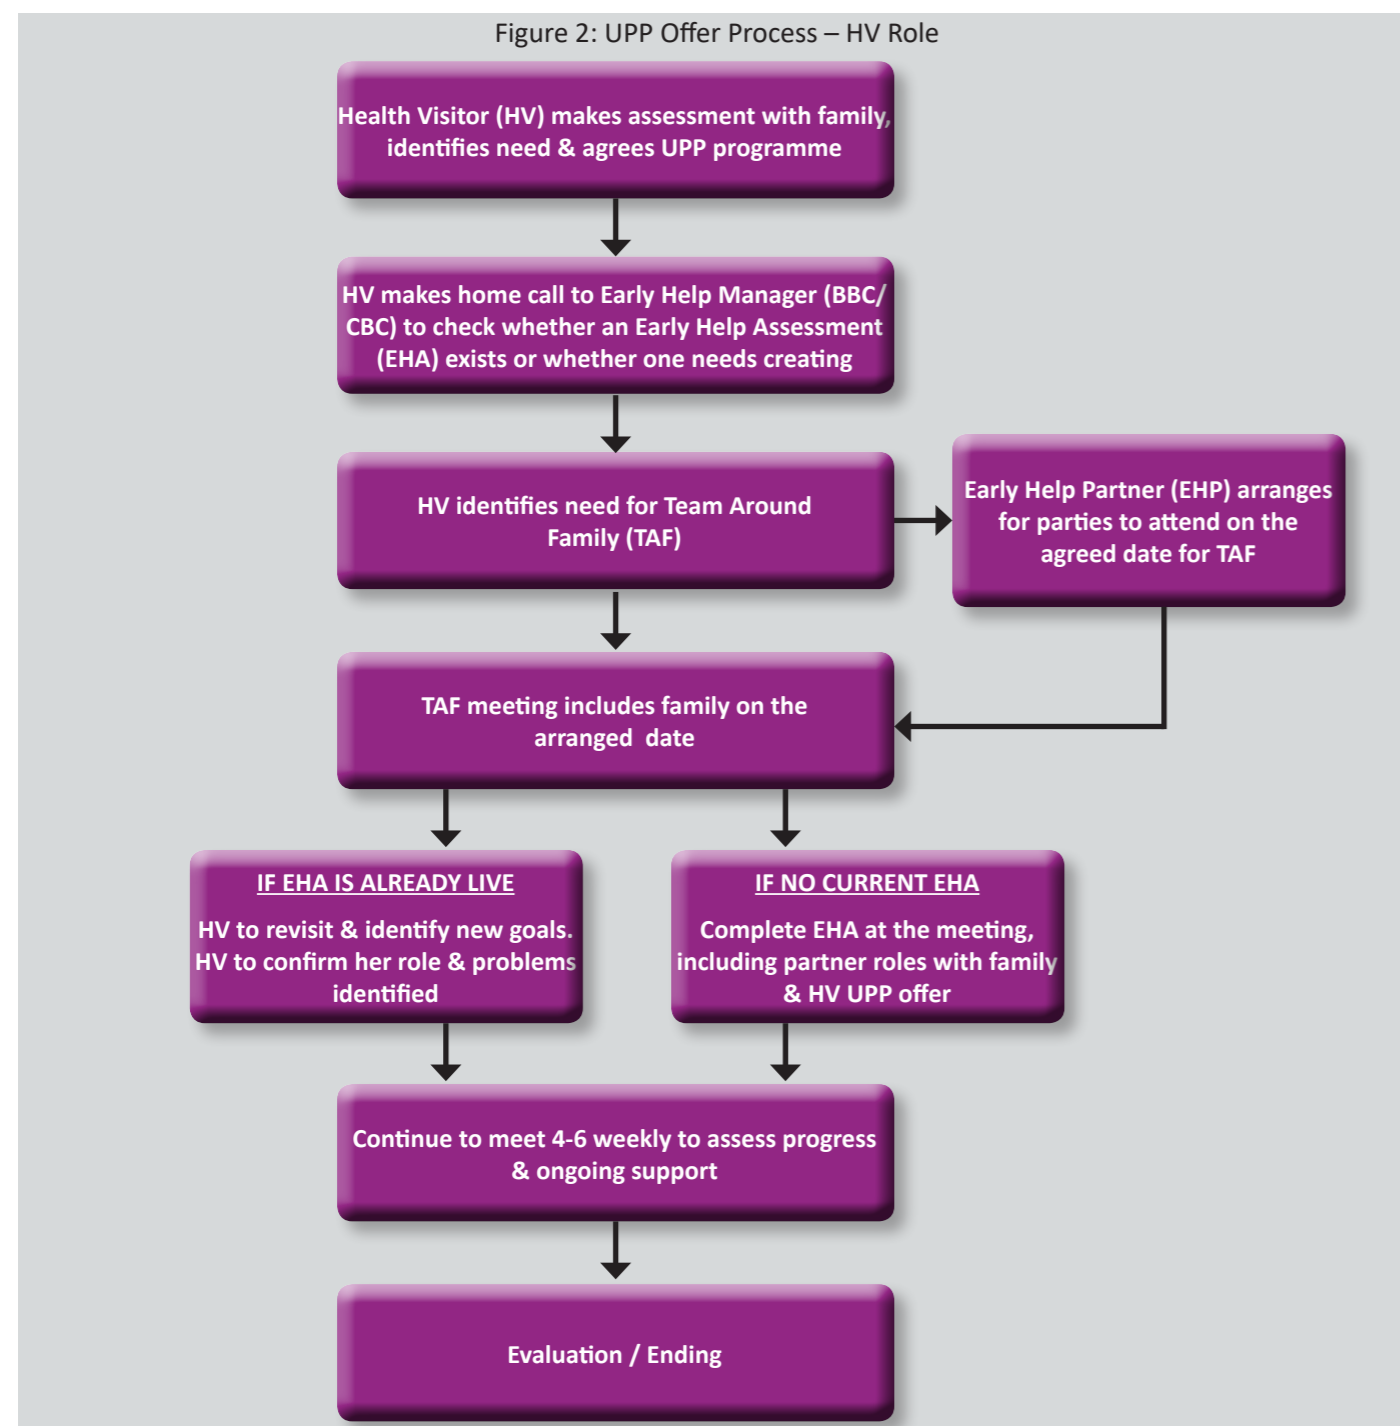 Figure 2: UPP Offer Process – HV Role
Health Visitor (HV) makes assessment with family,
identifies need & agrees UPP programme
HV makes home call to Early Help Manager (BBC/
CBC) to check whether an Early Help Assessment
(EHA) exists or whether one needs creating
HV identifies need for Team Around
Family (TAF)
Early Help Partner (EHP) arranges
for parties to attend on the
agreed date for TAF
TAF meeting includes family on the
arranged date
IF EHA IS ALREADY LIVE
HV to revisit & identify new goals.
HV to confirm her role & problems
identified
IF NO CURRENT EHA
Complete EHA at the meeting,
including partner roles with family
& HV UPP offer
Continue to meet 4-6 weekly to assess progress
& ongoing support
Evaluation / Ending